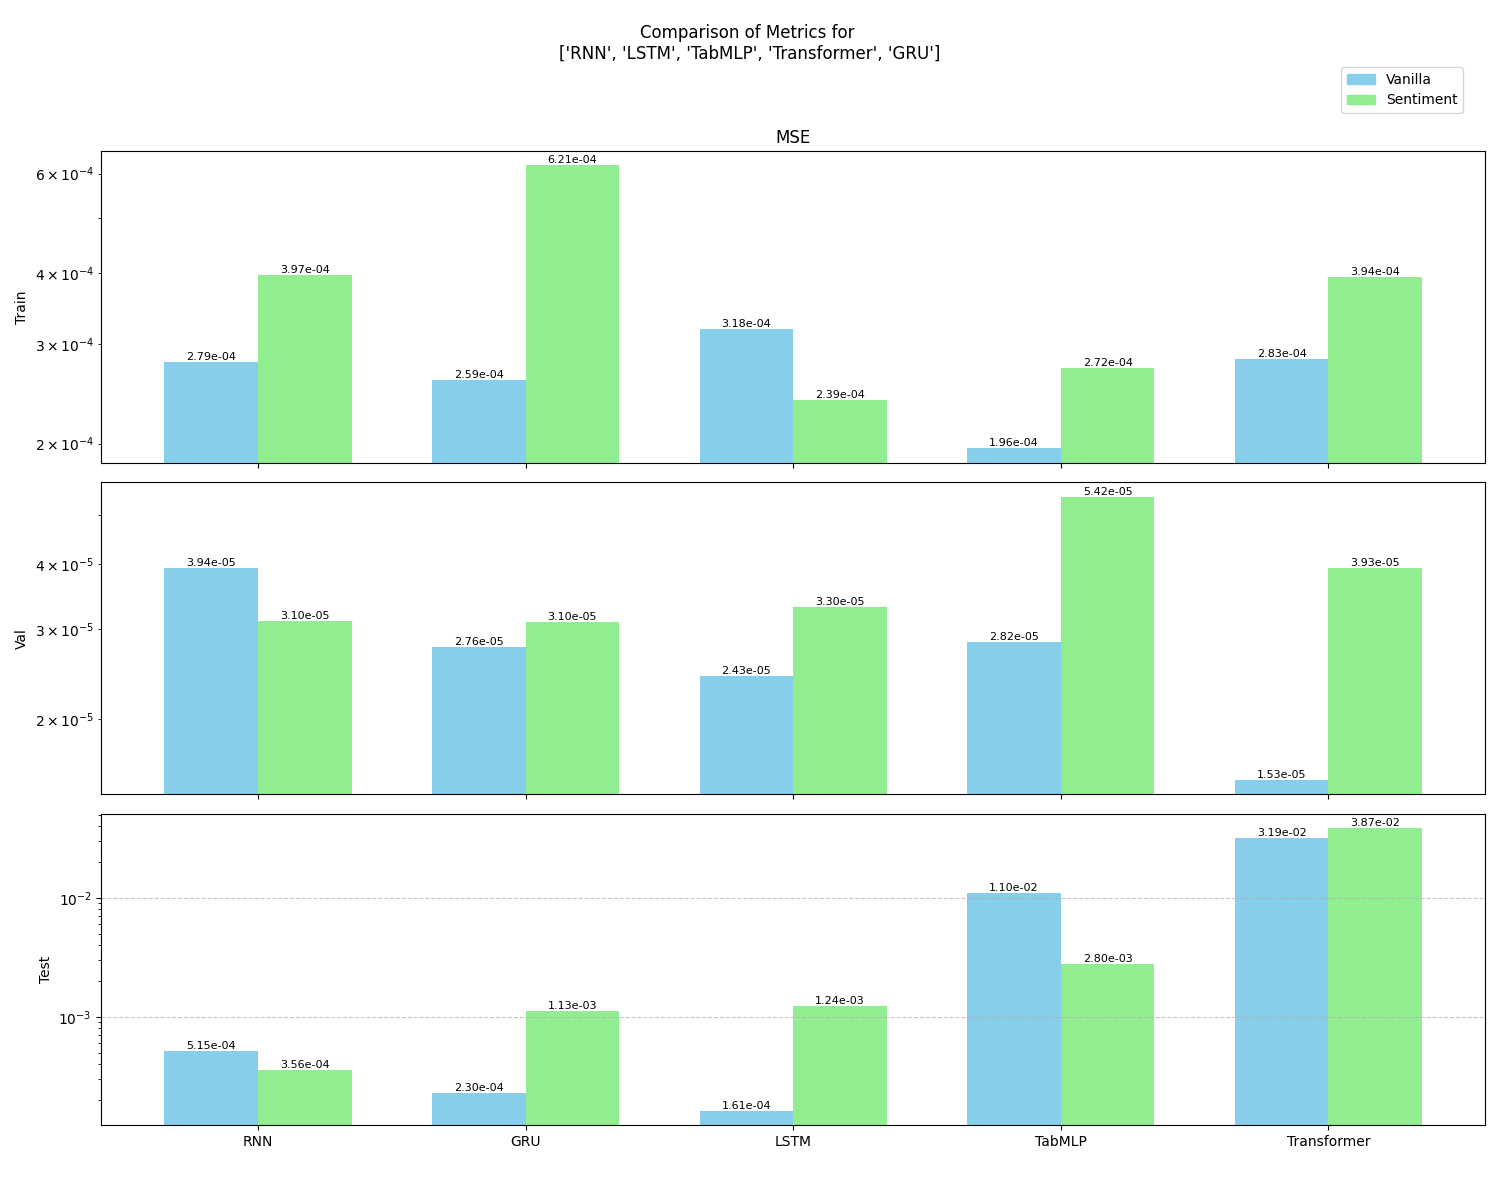 Comparison of Metrics for
['RNN', 'LSTM', 'TabMLP', 'Transformer', 'GRU']
Vanilla
Sentiment
MSE
Train
6 × 10⁻⁴
4 × 10⁻⁴
3 × 10⁻⁴
2 × 10⁻⁴
2.79e-04
3.97e-04
2.59e-04
6.21e-04
3.18e-04
2.39e-04
1.96e-04
2.72e-04
2.83e-04
3.94e-04
Val
4 × 10⁻⁵
3 × 10⁻⁵
2 × 10⁻⁵
3.94e-05
3.10e-05
2.76e-05
3.10e-05
2.43e-05
3.30e-05
2.82e-05
5.42e-05
1.53e-05
3.93e-05
Test
10⁻²
10⁻³
5.15e-04
3.56e-04
2.30e-04
1.13e-03
1.61e-04
1.24e-03
1.10e-02
2.80e-03
3.19e-02
3.87e-02
RNN
GRU
LSTM
TabMLP
Transformer